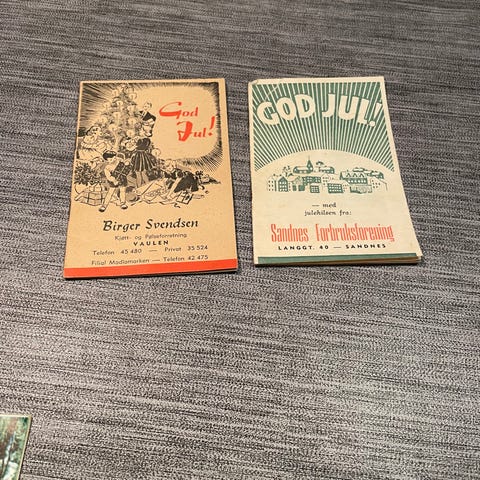 God
Jul!
Birger Svendsen
Kjøtt- og Pølseforretning
VAULEN
Telefon 45 480 — Privat 35 524
Filial Madlamarken — Telefon 42 475
GOD JUL!
— med
julehilsen fra:
Sandnes Forbruksforening
LANGGT. 40 — SANDNES